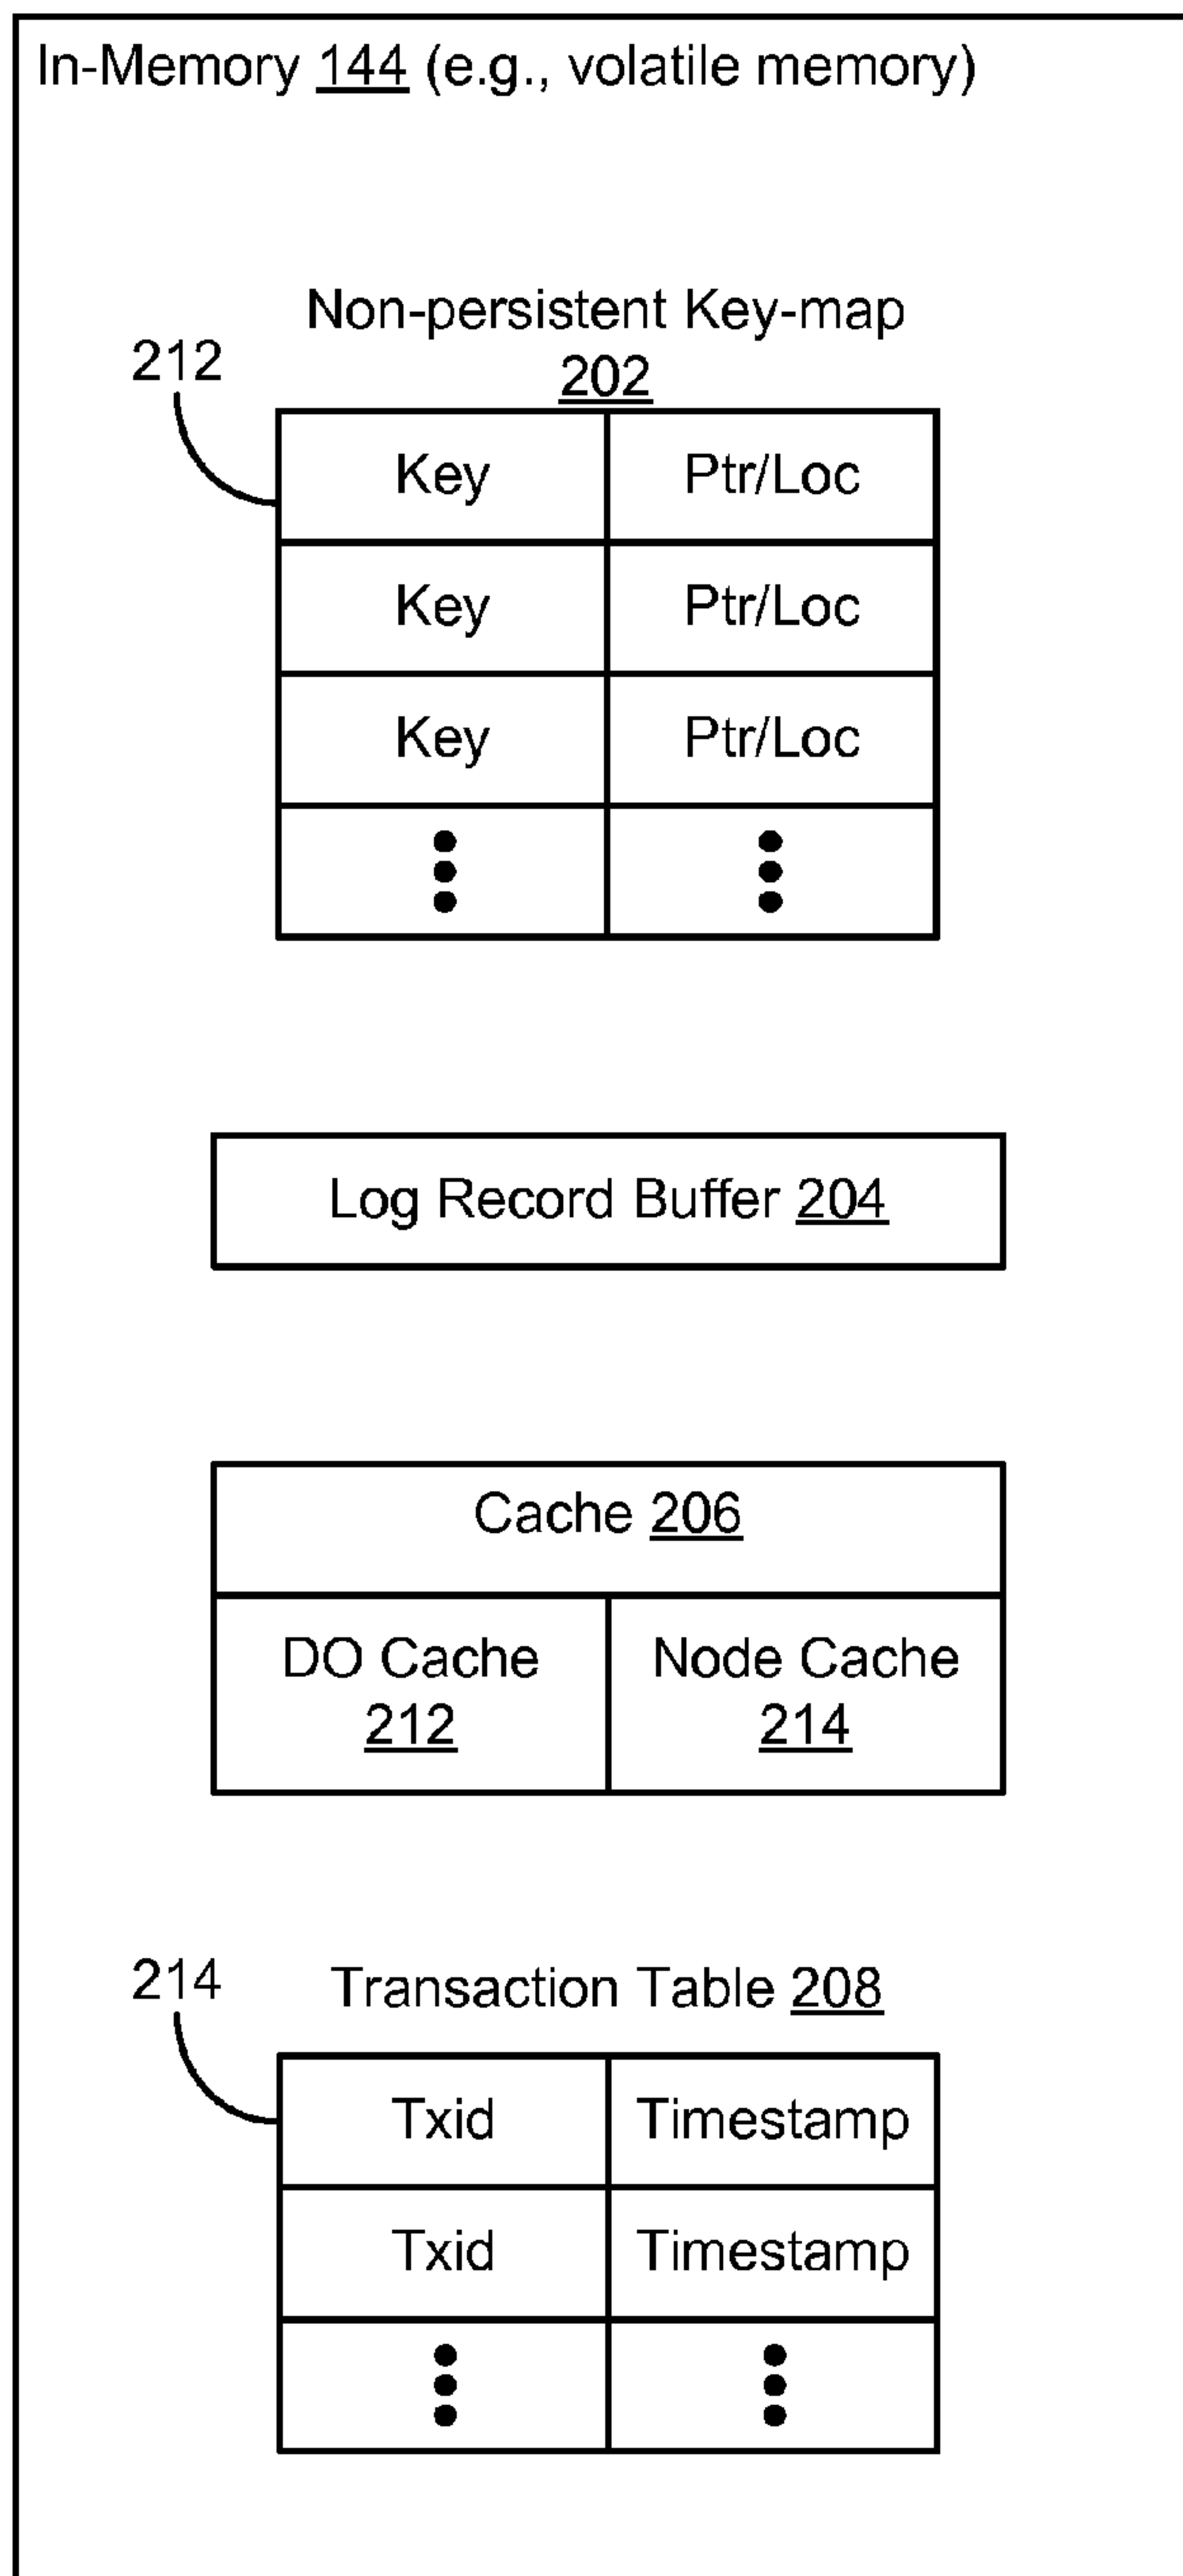 In-Memory 144 (e.g., volatile memory)
Non-persistent Key-map
202
212
Key Ptr/Loc
Key Ptr/Loc
Key Ptr/Loc
Log Record Buffer 204
Cache 206
DO Cache Node Cache
212 214
214
Transaction Table 208
Txid Timestamp
Txid Timestamp